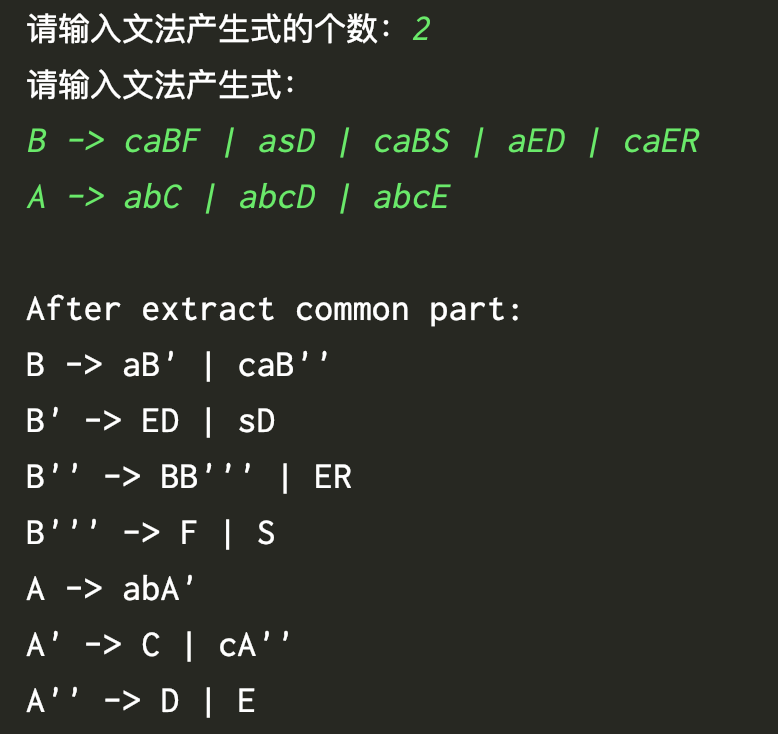 请输入文法产生式的个数: 2
请输入文法产生式:
B -> caBF | asD | caBS | aED | caER
A -> abC | abcD | abcE
After extract common part:
B -> aB' | caB''
B' -> ED | sD
B'' -> BB''' | ER
B''' -> F | S
A -> abA'
A' -> C | cA''
A'' -> D | E